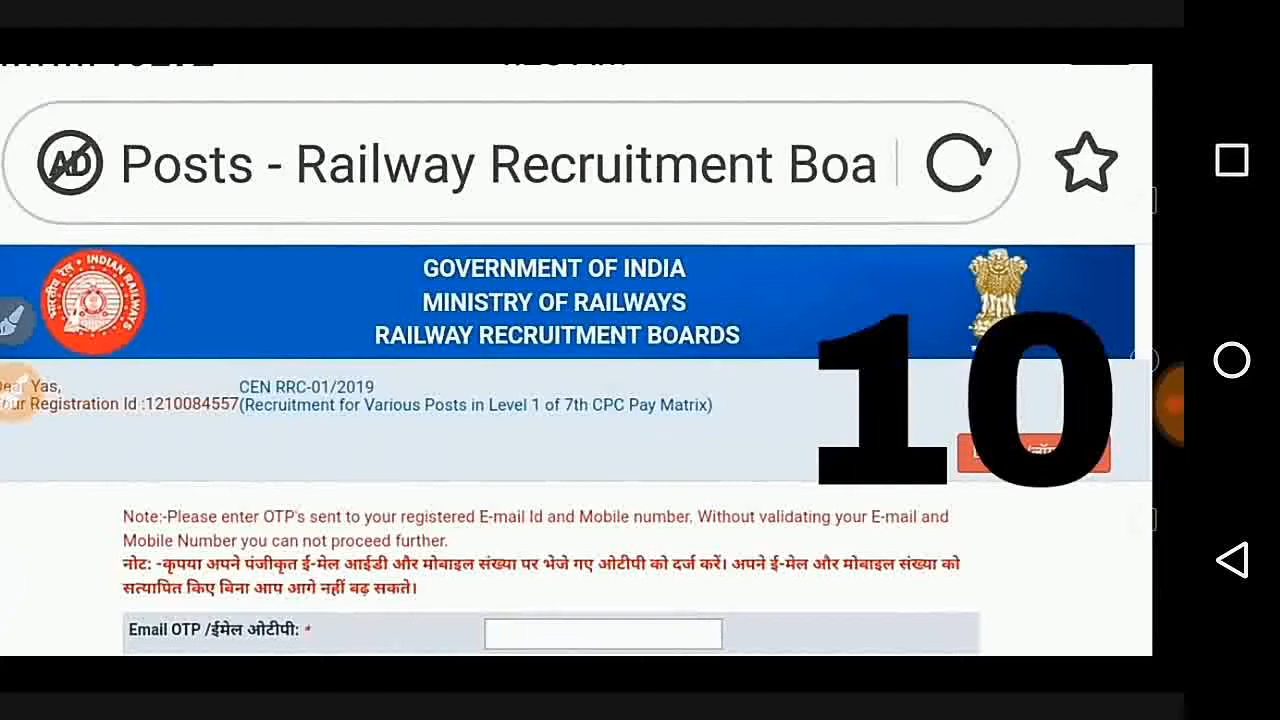 Posts - Railway Recruitment Boa
AD
INDIAN RAILWAYS
भारतीय रेल
GOVERNMENT OF INDIA
MINISTRY OF RAILWAYS
RAILWAY RECRUITMENT BOARDS
10
Yas,
CEN RRC-01/2019
Registration Id :1210084557
(Recruitment for Various Posts in Level 1 of 7th CPC Pay Matrix)
Note:-Please enter OTP's sent to your registered E-mail Id and Mobile number. Without validating your E-mail and
Mobile Number you can not proceed further.
नोट: -कृपया अपने पंजीकृत ई-मेल आईडी और मोबाइल संख्या पर भेजे गए ओटीपी को दर्ज करें। अपने ई-मेल और मोबाइल संख्या को
सत्यापित किए बिना आप आगे नहीं बढ़ सकते।
Email OTP /ईमेल ओटीपी: *